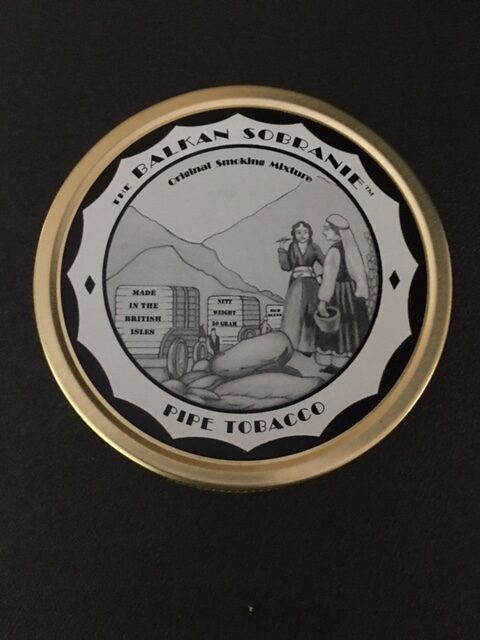 THE BALKAN SOBRANIE™
Original Smoking Mixture
MADE
IN THE
BRITISH
ISLES
NETT
WEIGHT
50 GRAM
PIPE TOBACCO